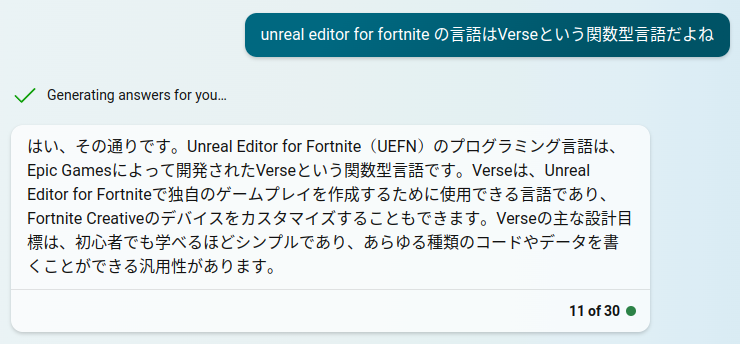 unreal editor for fortnite の言語はVerseという関数型言語だよね
Generating answers for you…
はい、その通りです。Unreal Editor for Fortnite（UEFN）のプログラミング言語は、
Epic Gamesによって開発されたVerseという関数型言語です。Verseは、Unreal
Editor for Fortniteで独自のゲームプレイを作成するために使用できる言語であり、
Fortnite Creativeのデバイスをカスタマイズすることもできます。Verseの主な設計目
標は、初心者でも学べるほどシンプルであり、あらゆる種類のコードやデータを書
くことができる汎用性があります。
11 of 30